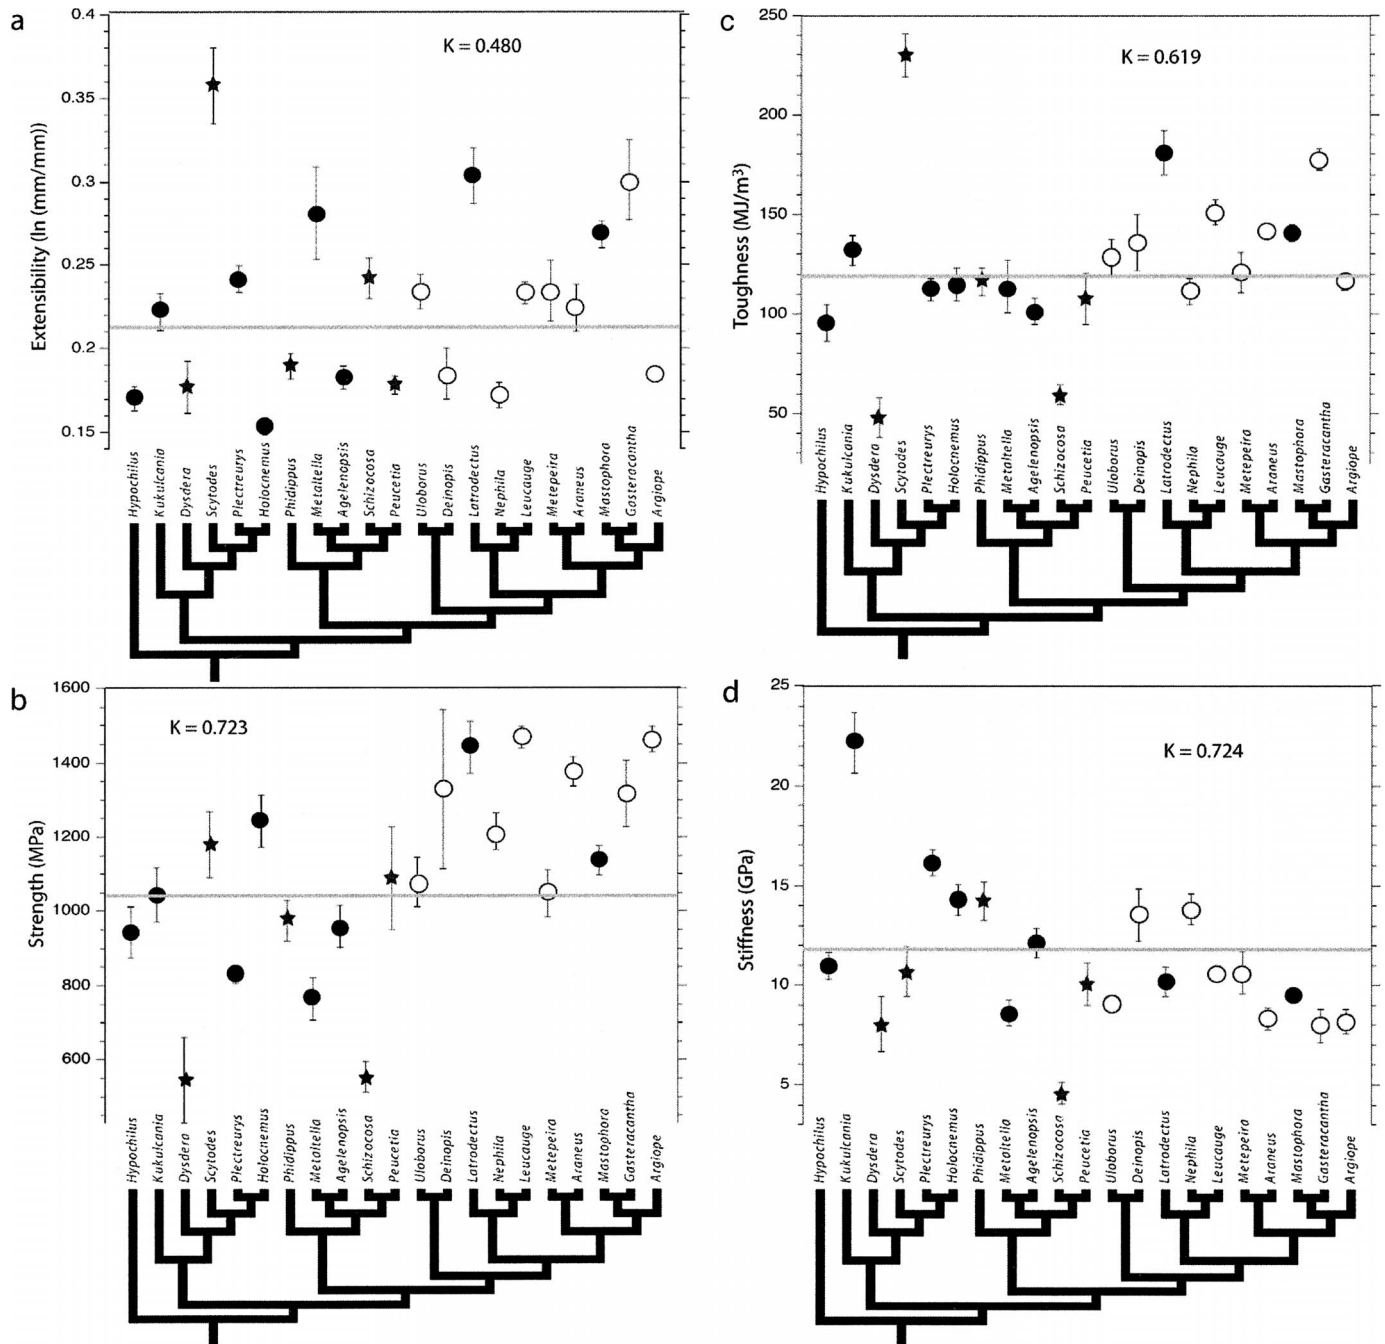 a
K = 0.480
Extensibility (ln (mm/mm))
0.4
0.35
0.3
0.25
0.2
0.15
Hypochilus
Kukulcania
Dysdera
Scytodes
Plectreurys
Holocnemus
Phidippus
Metaltella
Agelenopsis
Schizocosa
Peucetia
Uloborus
Deinopis
Latrodectus
Nephila
Leucauge
Metepeira
Araneus
Mastophora
Gasteracantha
Argiope
b
K = 0.723
Strength (MPa)
1600
1400
1200
1000
800
600
Hypochilus
Kukulcania
Dysdera
Scytodes
Plectreurys
Holocnemus
Phidippus
Metaltella
Agelenopsis
Schizocosa
Peucetia
Uloborus
Deinopis
Latrodectus
Nephila
Leucauge
Metepeira
Araneus
Mastophora
Gasteracantha
Argiope
c
K = 0.619
Toughness (MJ/m³)
250
200
150
100
50
Hypochilus
Kukulcania
Dysdera
Scytodes
Plectreurys
Holocnemus
Phidippus
Metaltella
Agelenopsis
Schizocosa
Peucetia
Uloborus
Deinopis
Latrodectus
Nephila
Leucauge
Metepeira
Araneus
Mastophora
Gasteracantha
Argiope
d
K = 0.724
Stiffness (GPa)
25
20
15
10
5
Hypochilus
Kukulcania
Dysdera
Scytodes
Plectreurys
Holocnemus
Phidippus
Metaltella
Agelenopsis
Schizocosa
Peucetia
Uloborus
Deinopis
Latrodectus
Nephila
Leucauge
Metepeira
Araneus
Mastophora
Gasteracantha
Argiope